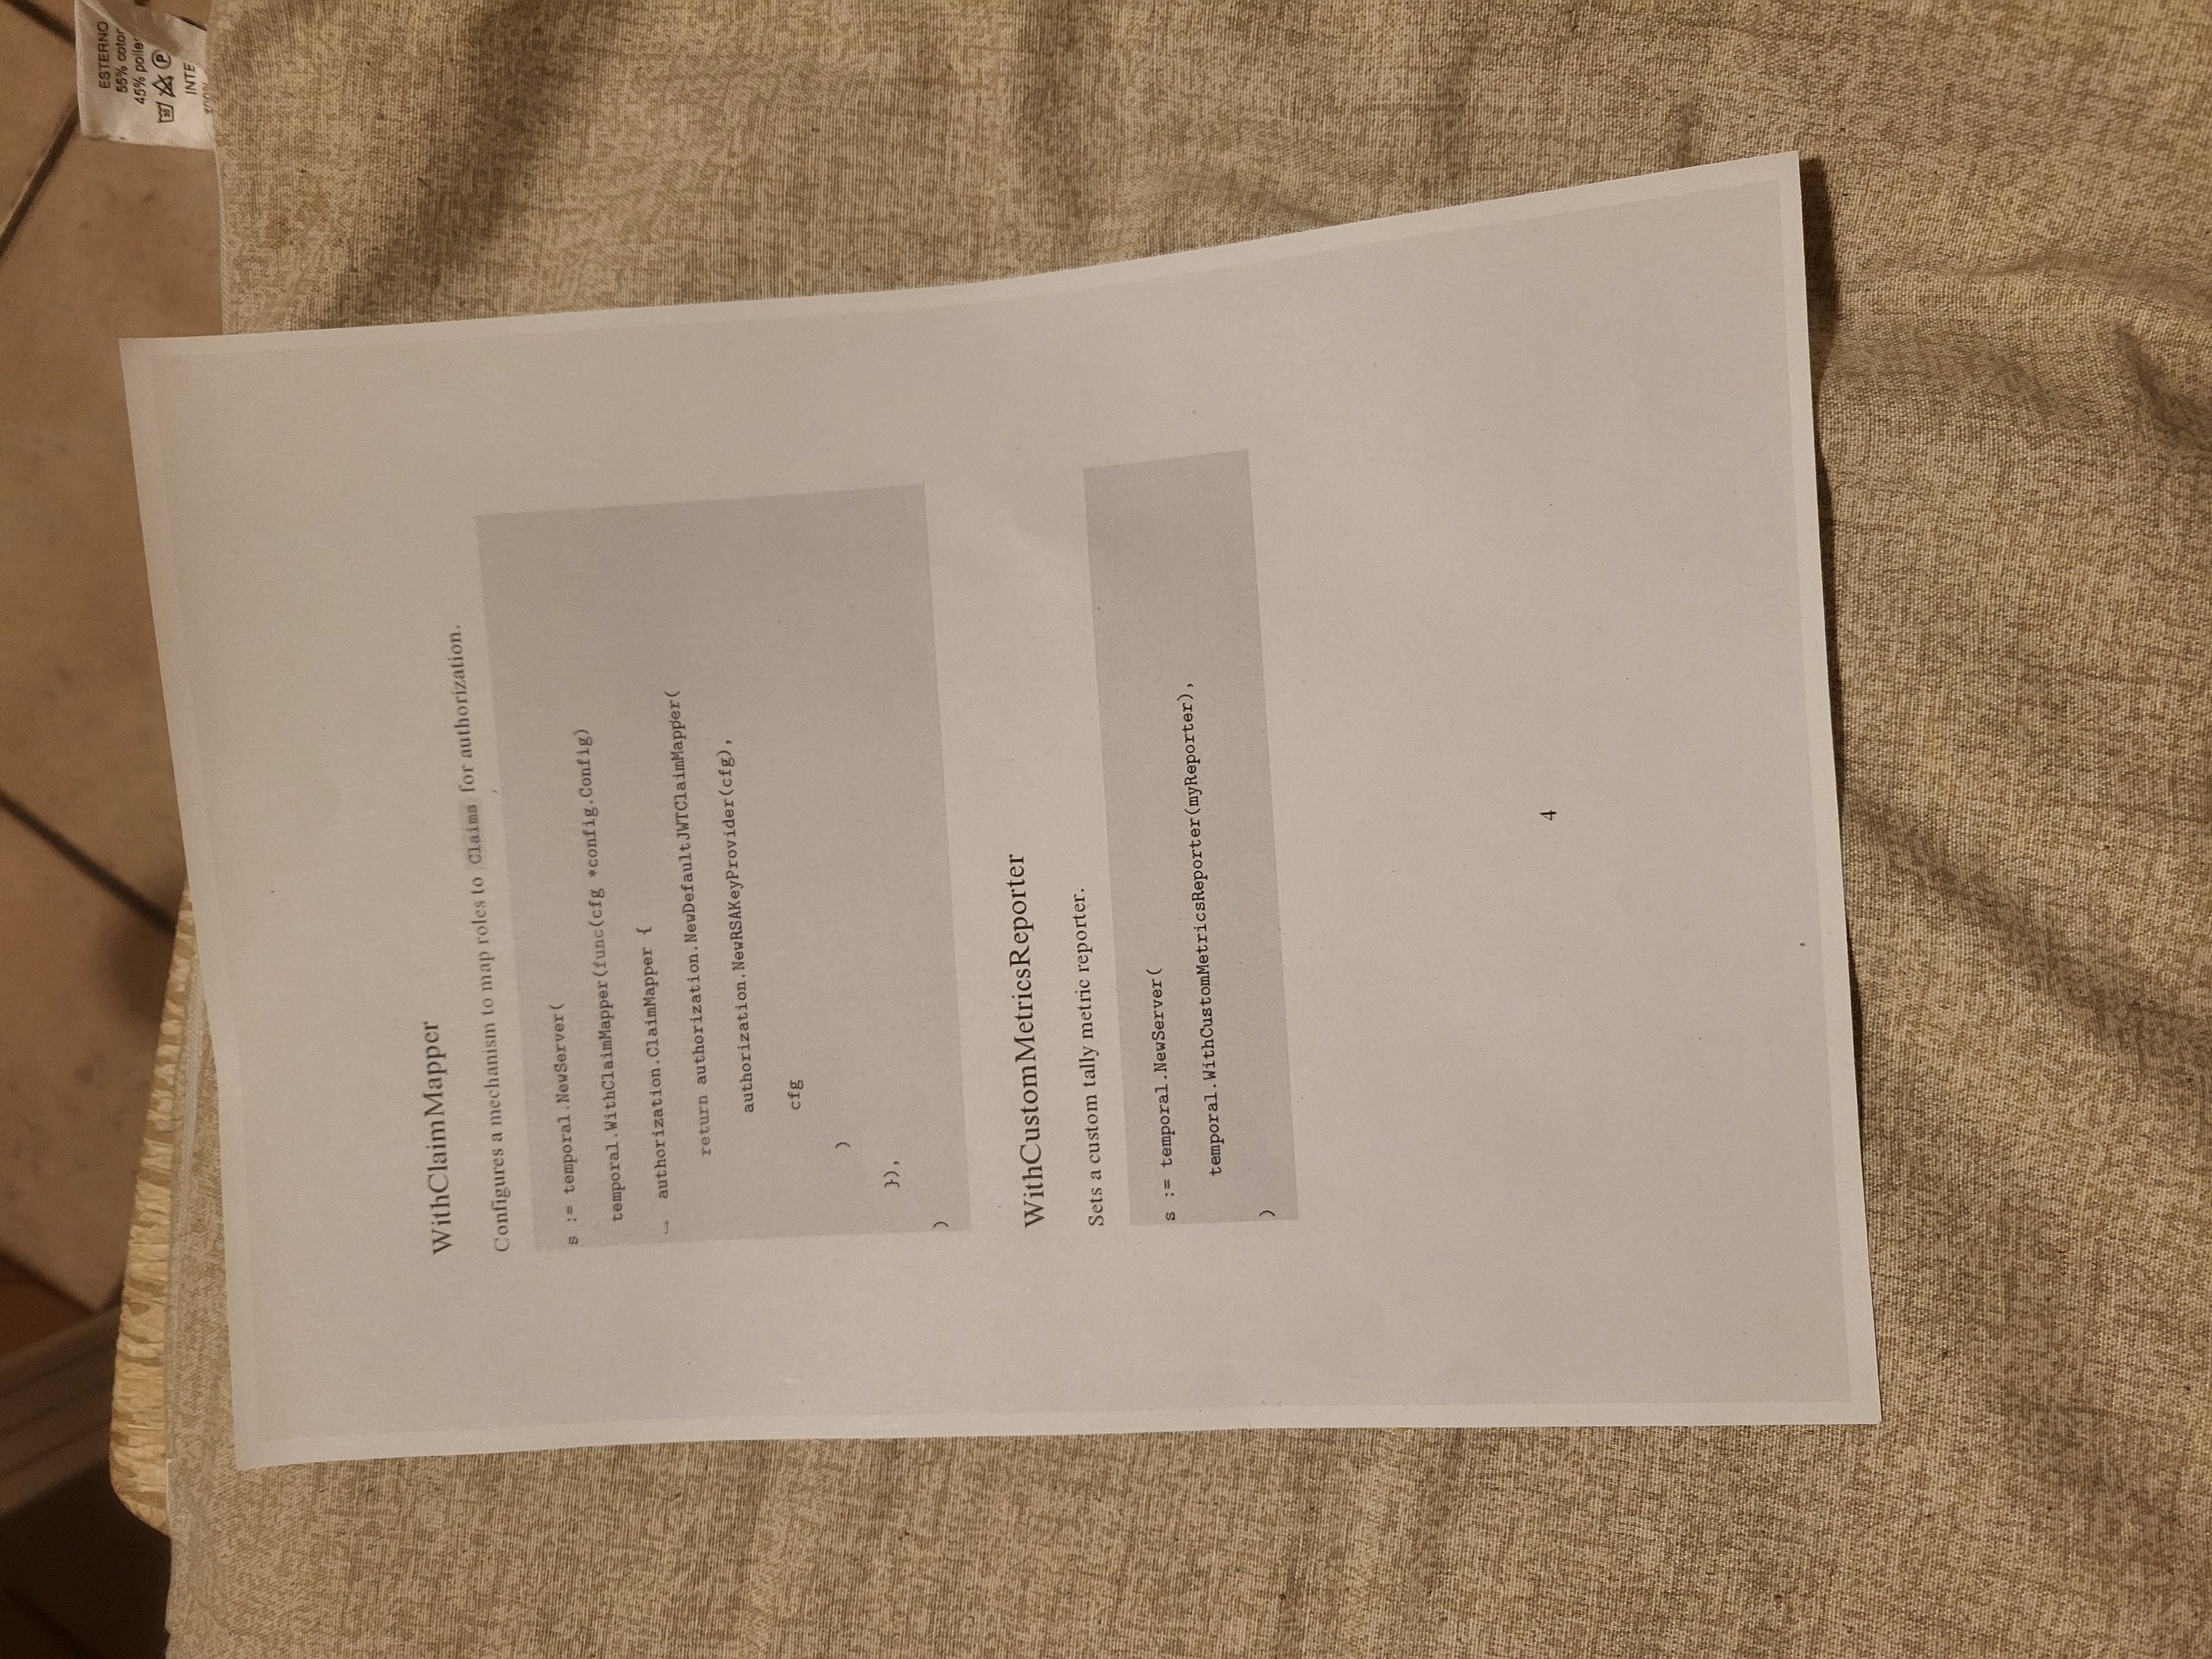 ESTERNO
55% coton
45% polie
INTE
WithClaimMapper
Configures a mechanism to map roles to Claims for authorization.
s := temporal.NewServer(
temporal.WithClaimMapper(func(cfg *config.Config)
↪ authorization.ClaimMapper {
return authorization.NewDefaultJWTClaimMapper(
authorization.NewRSAKeyProvider(cfg),
cfg
)
}),
)
WithCustomMetricsReporter
Sets a custom tally metric reporter.
s := temporal.NewServer(
temporal.WithCustomMetricsReporter(myReporter),
)
4